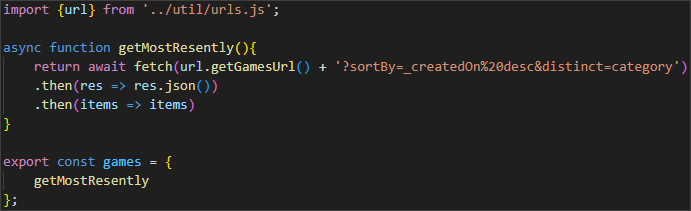 import {url} from '../util/urls.js';
async function getMostResently(){
return await fetch(url.getGamesUrl() + '?sortBy=_createdOn%20desc&distinct=category')
.then(res => res.json())
.then(items => items)
}
export const games = {
getMostResently
};